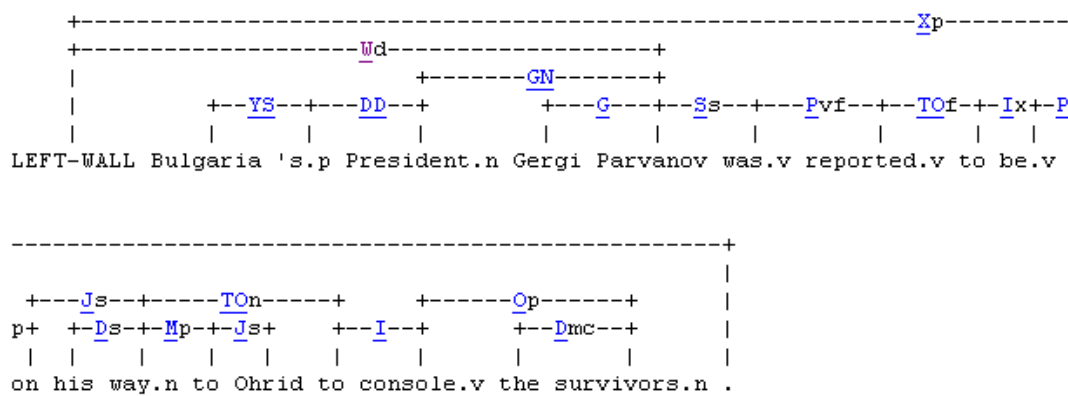 Xp
Wd
GN
YS DD G Ss Pvf TOf Ix P
LEFT-WALL Bulgaria 's.p President.n Gergi Parvanov was.v reported.v to be.v
Js TOn Op
p Ds Mp Js I Dmc
on his way.n to Ohrid to console.v the survivors.n .